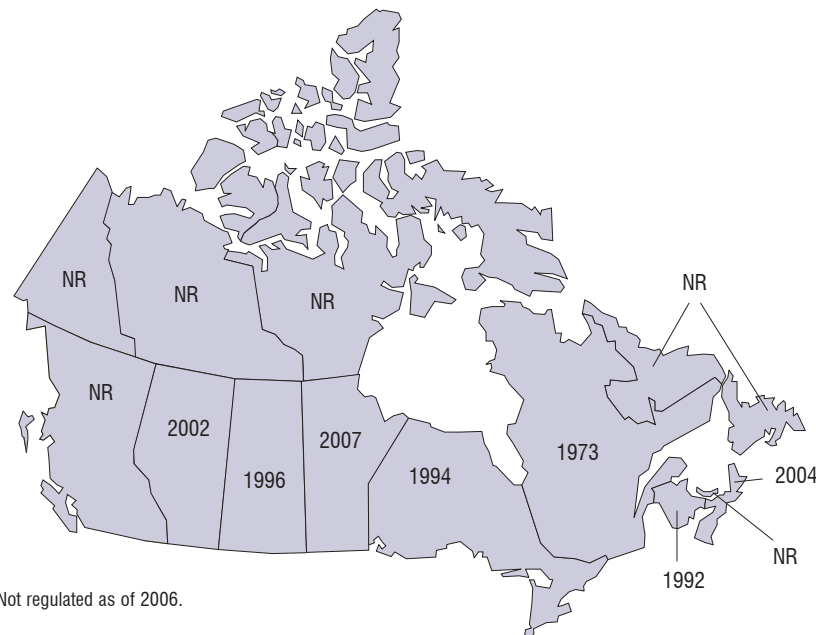 NR
NR
NR
NR
NR
2002
2007
1996
1994
1973
2004
NR
1992
Not regulated as of 2006.